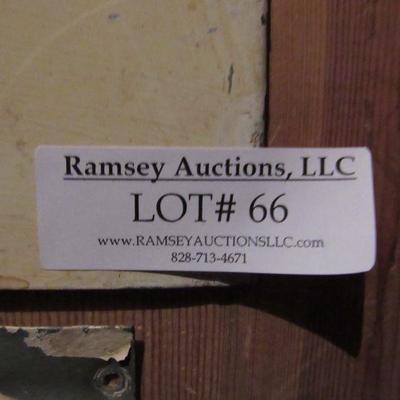 Ramsey Auctions, LLC
LOT# 66
www.RAMSEYAUCTIONSLLC.com
828-713-4671